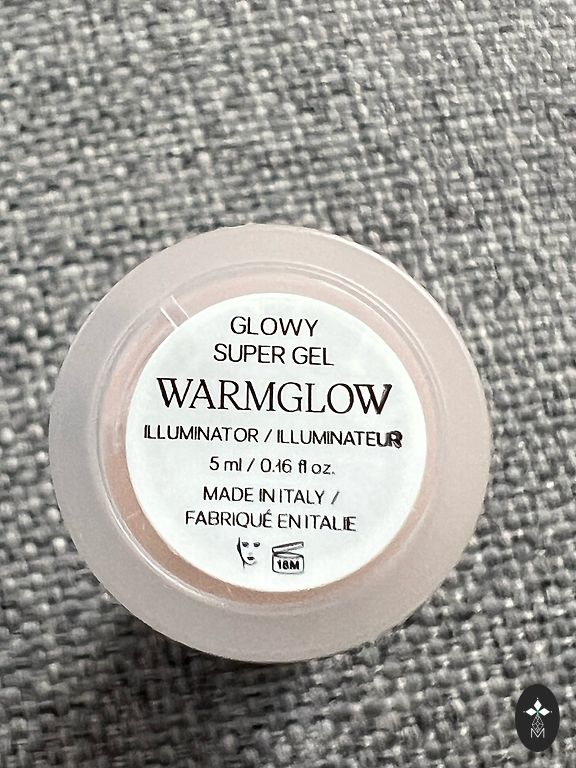 GLOWY
SUPER GEL
WARMGLOW
ILLUMINATOR / ILLUMINATEUR
5 ml / 0.16 fl oz.
MADE IN ITALY /
FABRIQUÉ EN ITALIE
18M
M